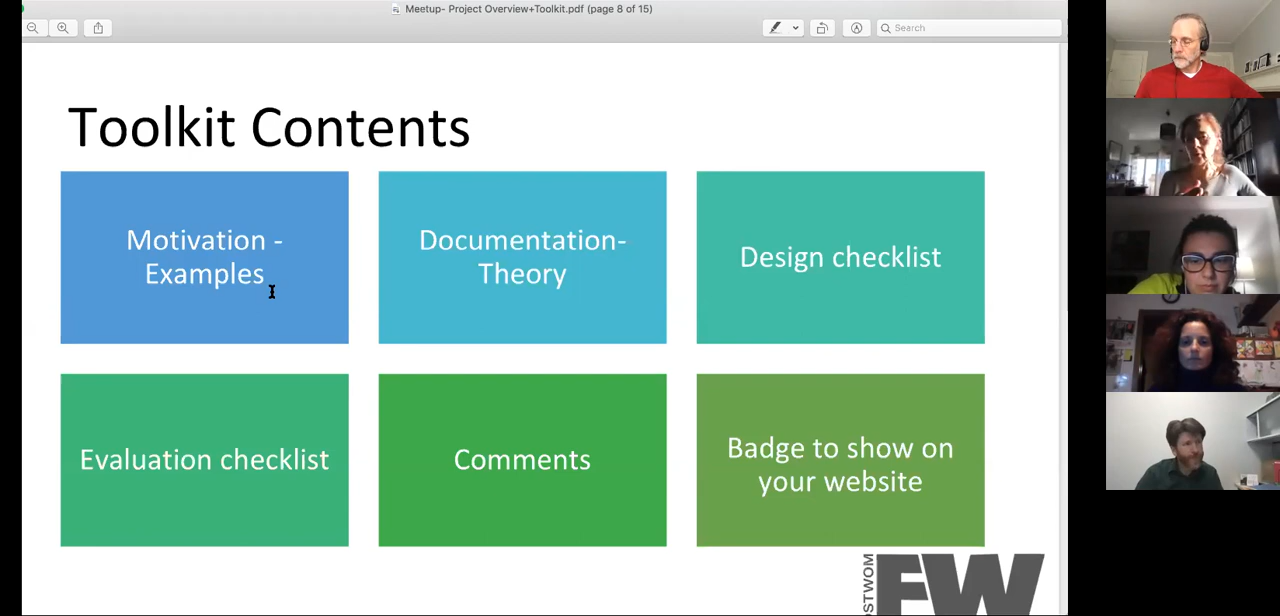 Meetup- Project Overview+Toolkit.pdf (page 8 of 15)
Search
Toolkit Contents
Motivation -
Examples
Documentation-
Theory
Design checklist
Evaluation checklist
Comments
Badge to show on
your website
FW